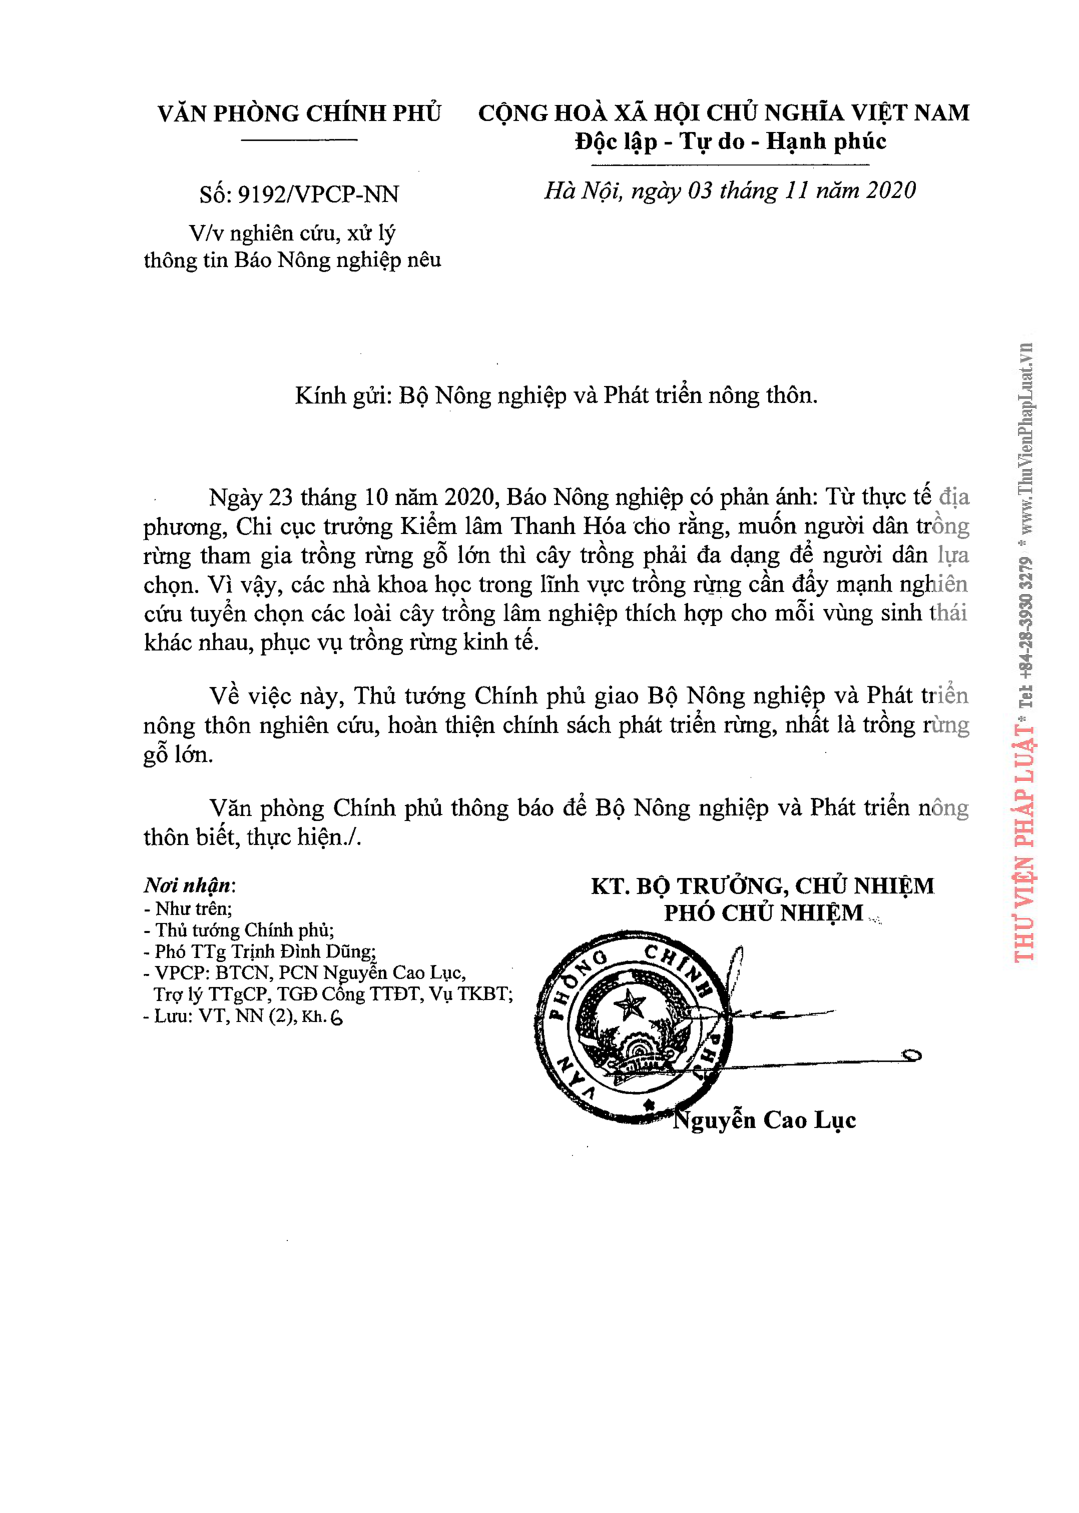 VĂN PHÒNG CHÍNH PHỦ
CỘNG HOÀ XÃ HỘI CHỦ NGHĨA VIỆT NAM
Độc lập - Tự do - Hạnh phúc
Số: 9192/VPCP-NN
Hà Nội, ngày 03 tháng 11 năm 2020
V/v nghiên cứu, xử lý
thông tin Báo Nông nghiệp nêu
Kính gửi: Bộ Nông nghiệp và Phát triển nông thôn.
Ngày 23 tháng 10 năm 2020, Báo Nông nghiệp có phản ánh: Từ thực tế địa
phương, Chi cục trưởng Kiểm lâm Thanh Hóa cho rằng, muốn người dân trồng
rừng tham gia trồng rừng gỗ lớn thì cây trồng phải đa dạng để người dân lựa
chọn. Vì vậy, các nhà khoa học trong lĩnh vực trồng rừng cần đẩy mạnh nghiên
cứu tuyển chọn các loài cây trồng lâm nghiệp thích hợp cho mỗi vùng sinh thái
khác nhau, phục vụ trồng rừng kinh tế.
Về việc này, Thủ tướng Chính phủ giao Bộ Nông nghiệp và Phát triển
nông thôn nghiên cứu, hoàn thiện chính sách phát triển rừng, nhất là trồng rừng
gỗ lớn.
Văn phòng Chính phủ thông báo để Bộ Nông nghiệp và Phát triển nông
thôn biết, thực hiện./.
Nơi nhận:
- Như trên;
- Thủ tướng Chính phủ;
- Phó TTg Trịnh Đình Dũng;
- VPCP: BTCN, PCN Nguyễn Cao Lục,
Trợ lý TTgCP, TGĐ Cổng TTĐT, Vụ TKBT;
- Lưu: VT, NN (2), Kh. 6
KT. BỘ TRƯỞNG, CHỦ NHIỆM
PHÓ CHỦ NHIỆM
VĂN PHÒNG CHÍNH PHỦ
Nguyễn Cao Lục
THƯ VIỆN PHÁP LUẬT * Tel: +84-28-3930 3279 * www.ThuVienPhapLuat.vn